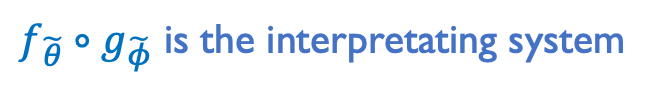 f_θ̃ ∘ g_ϕ̃ is the interpretating system